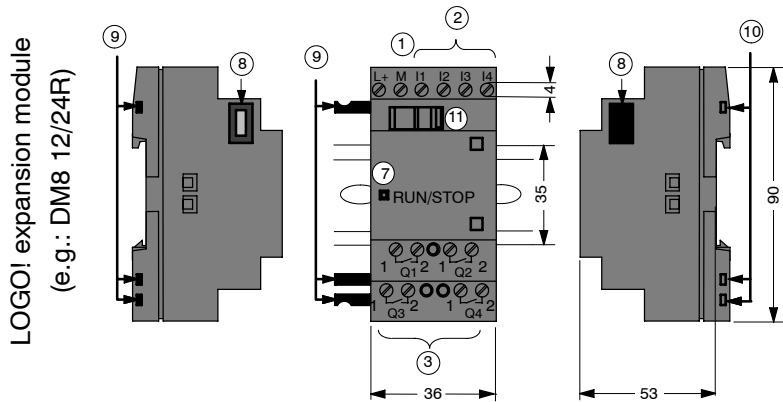 LOGO! expansion module
(e.g.: DM8 12/24R)
9
8
9
1
2
L+ M I1 I2 I3 I4
4
11
7
RUN/STOP
35
1 Q1 2 1 Q2 2
1 Q3 2 1 Q4 2
3
36
8
10
90
53